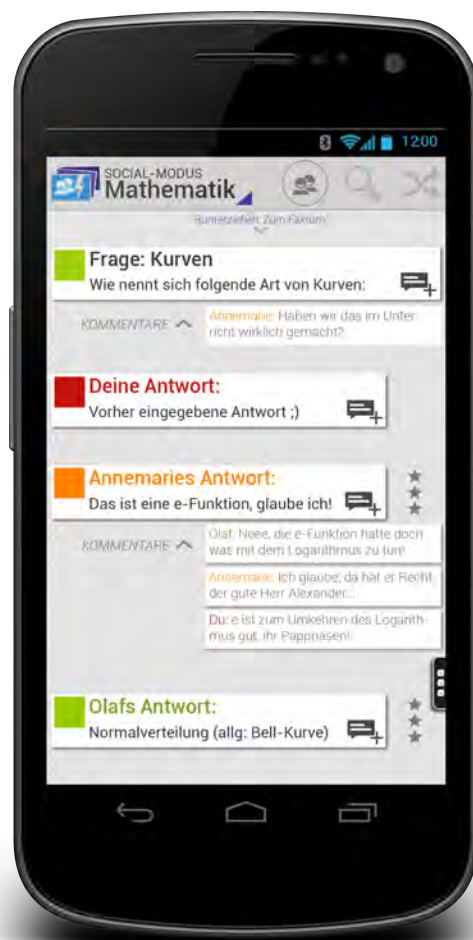 12:00
SOCIAL-MODUS
Mathematik
Runterziehen: Zum Faktum
Frage: Kurven
Wie nennt sich folgende Art von Kurven:
KOMMENTARE
Annemarie: Haben wir das im Unter
richt wirklich gemacht?
Deine Antwort:
Vorher eingegebene Antwort ;)
Annemaries Antwort:
Das ist eine e-Funktion, glaube ich!
KOMMENTARE
Olaf: Neee, die e-Funktion hatte doch
was mit dem Logarithmus zu tun!
Annemarie: Ich glaube, da hat er Recht,
der gute Herr Alexander...
Du: e ist zum Umkehren des Logarith-
mus gut, ihr Pappnasen!
Olafs Antwort:
Normalverteilung (allg: Bell-Kurve)